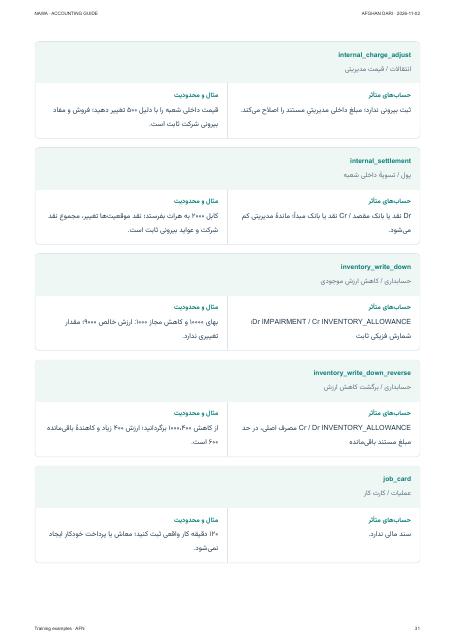 NAWA · ACCOUNTING GUIDE
AFGHAN DARI · 2026-11-02
internal_charge_adjust
انتقالات / قیمت مدیریتی
حساب‌های متأثر
ثبت بیرونی ندارد؛ مبلغ داخلی مدیریتی مستند را اصلاح می‌کند.
مثال و محدودیت
قیمت داخلی شعبه را با دلیل ۵۰۰ تغییر دهید؛ فروش و مفاد
بیرونی شرکت ثابت است.
internal_settlement
پول / تسویهٔ داخلی شعبه
حساب‌های متأثر
Dr نقد یا بانک مقصد / Cr نقد یا بانک مبدأ؛ ماندهٔ مدیریتی کم
می‌شود.
مثال و محدودیت
کابل ۲۰۰۰ به هرات بفرستد؛ نقد موقعیت‌ها تغییر، مجموع نقد
شرکت و عواید بیرونی ثابت است.
inventory_write_down
حسابداری / کاهش ارزش موجودی
حساب‌های متأثر
Dr IMPAIRMENT / Cr INVENTORY_ALLOWANCE؛
شمارش فزیکی ثابت
مثال و محدودیت
بهای ۱۰۰۰۰ و کاهش مجاز ۱۰۰۰؛ ارزش خالص ۹۰۰۰؛ مقدار
تغییری ندارد.
inventory_write_down_reverse
حسابداری / برگشت کاهش ارزش
حساب‌های متأثر
Dr INVENTORY_ALLOWANCE / Cr مصرف اصلی، در حد
مبلغ مستند باقی‌مانده
مثال و محدودیت
از کاهش ۱۰۰۰،۴۰۰ برگردانید؛ ارزش ۴۰۰ زیاد و کاهندهٔ باقی‌مانده
۶۰۰ است.
job_card
عملیات / کارت کار
حساب‌های متأثر
سند مالی ندارد.
مثال و محدودیت
۱۲۰ دقیقه کار واقعی ثبت کنید؛ معاش یا پرداخت خودکار ایجاد
نمی‌شود.
Training examples · AFN
31